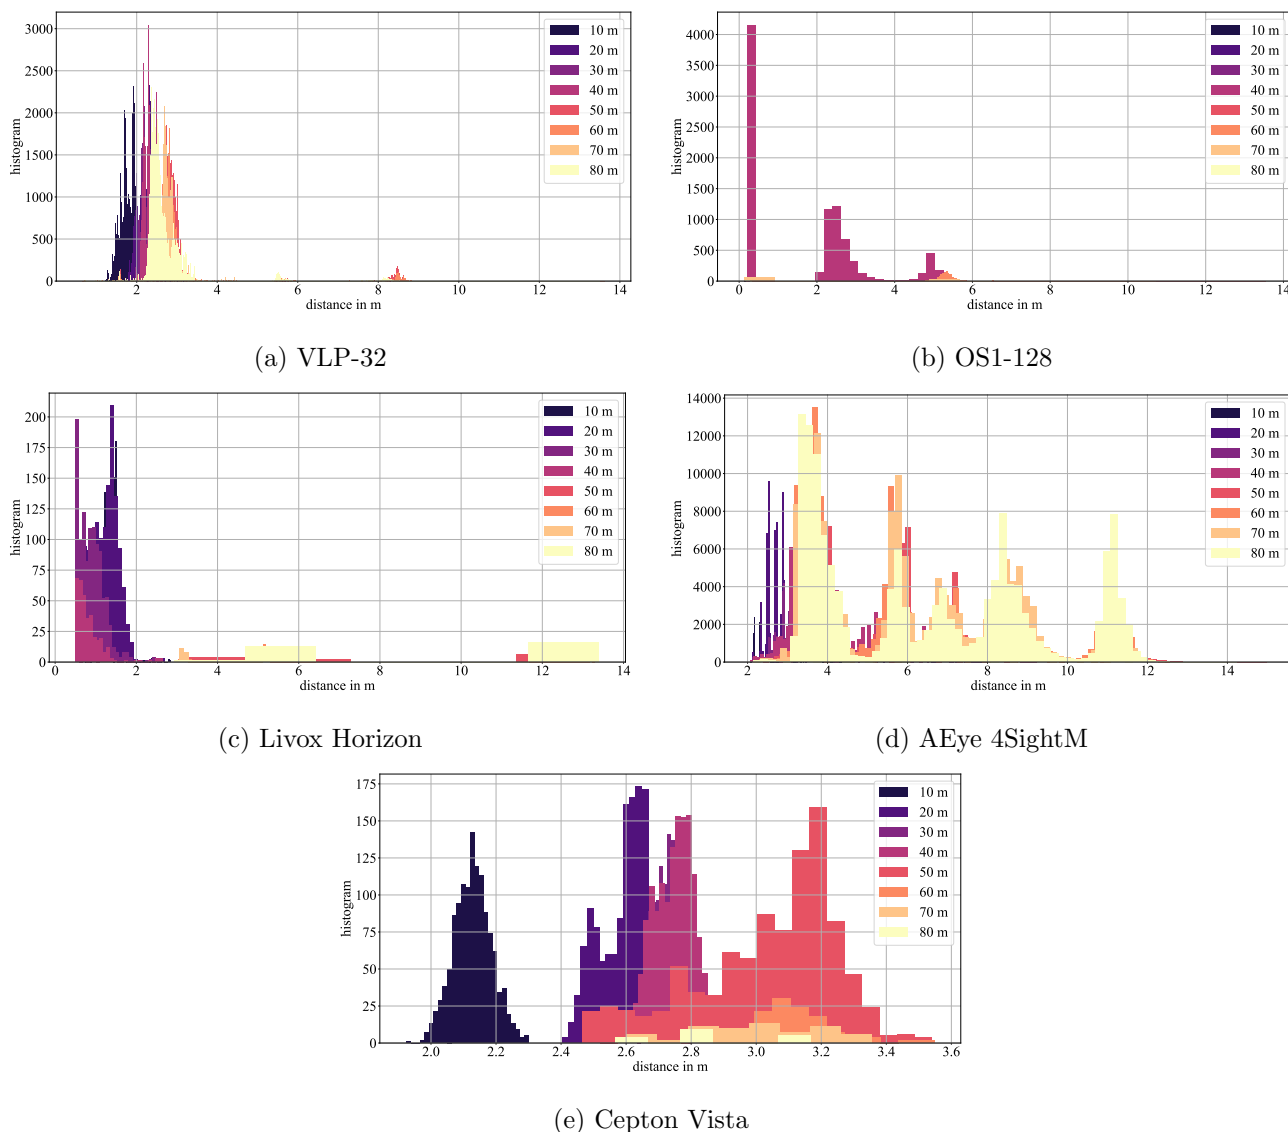 3000
2500
2000
1500
1000
500
0
histogram
2 4 6 8 10 12 14
distance in m
10 m
20 m
30 m
40 m
50 m
60 m
70 m
80 m
(a) VLP-32
4000
3500
3000
2500
2000
1500
1000
500
0
histogram
0 2 4 6 8 10 12 14
distance in m
10 m
20 m
30 m
40 m
50 m
60 m
70 m
80 m
(b) OS1-128
200
175
150
125
100
75
50
25
0
histogram
0 2 4 6 8 10 12 14
distance in m
10 m
20 m
30 m
40 m
50 m
60 m
70 m
80 m
(c) Livox Horizon
14000
12000
10000
8000
6000
4000
2000
0
histogram
2 4 6 8 10 12 14
distance in m
10 m
20 m
30 m
40 m
50 m
60 m
70 m
80 m
(d) AEye 4SightM
175
150
125
100
75
50
25
0
histogram
2.0 2.2 2.4 2.6 2.8 3.0 3.2 3.4 3.6
distance in m
10 m
20 m
30 m
40 m
50 m
60 m
70 m
80 m
(e) Cepton Vista